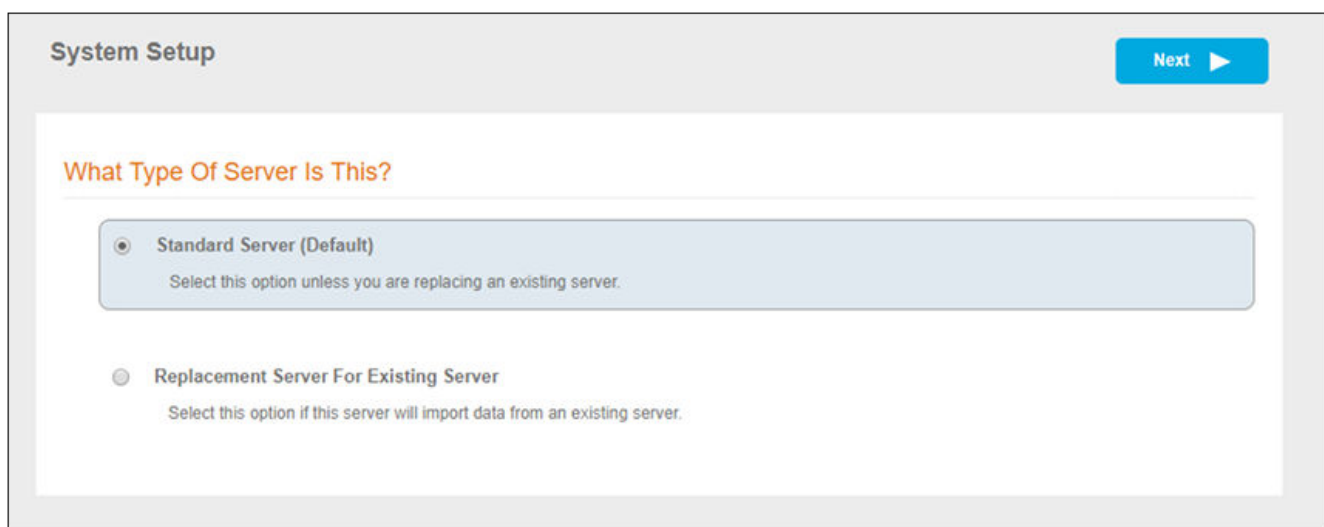 System Setup
Next
What Type Of Server Is This?
Standard Server (Default)
Select this option unless you are replacing an existing server.
Replacement Server For Existing Server
Select this option if this server will import data from an existing server.